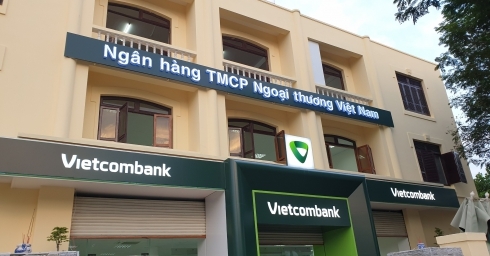 Ngân hàng TMCP Ngoại thương Việt Nam
Vietcombank
Vietcombank
Vietcombank